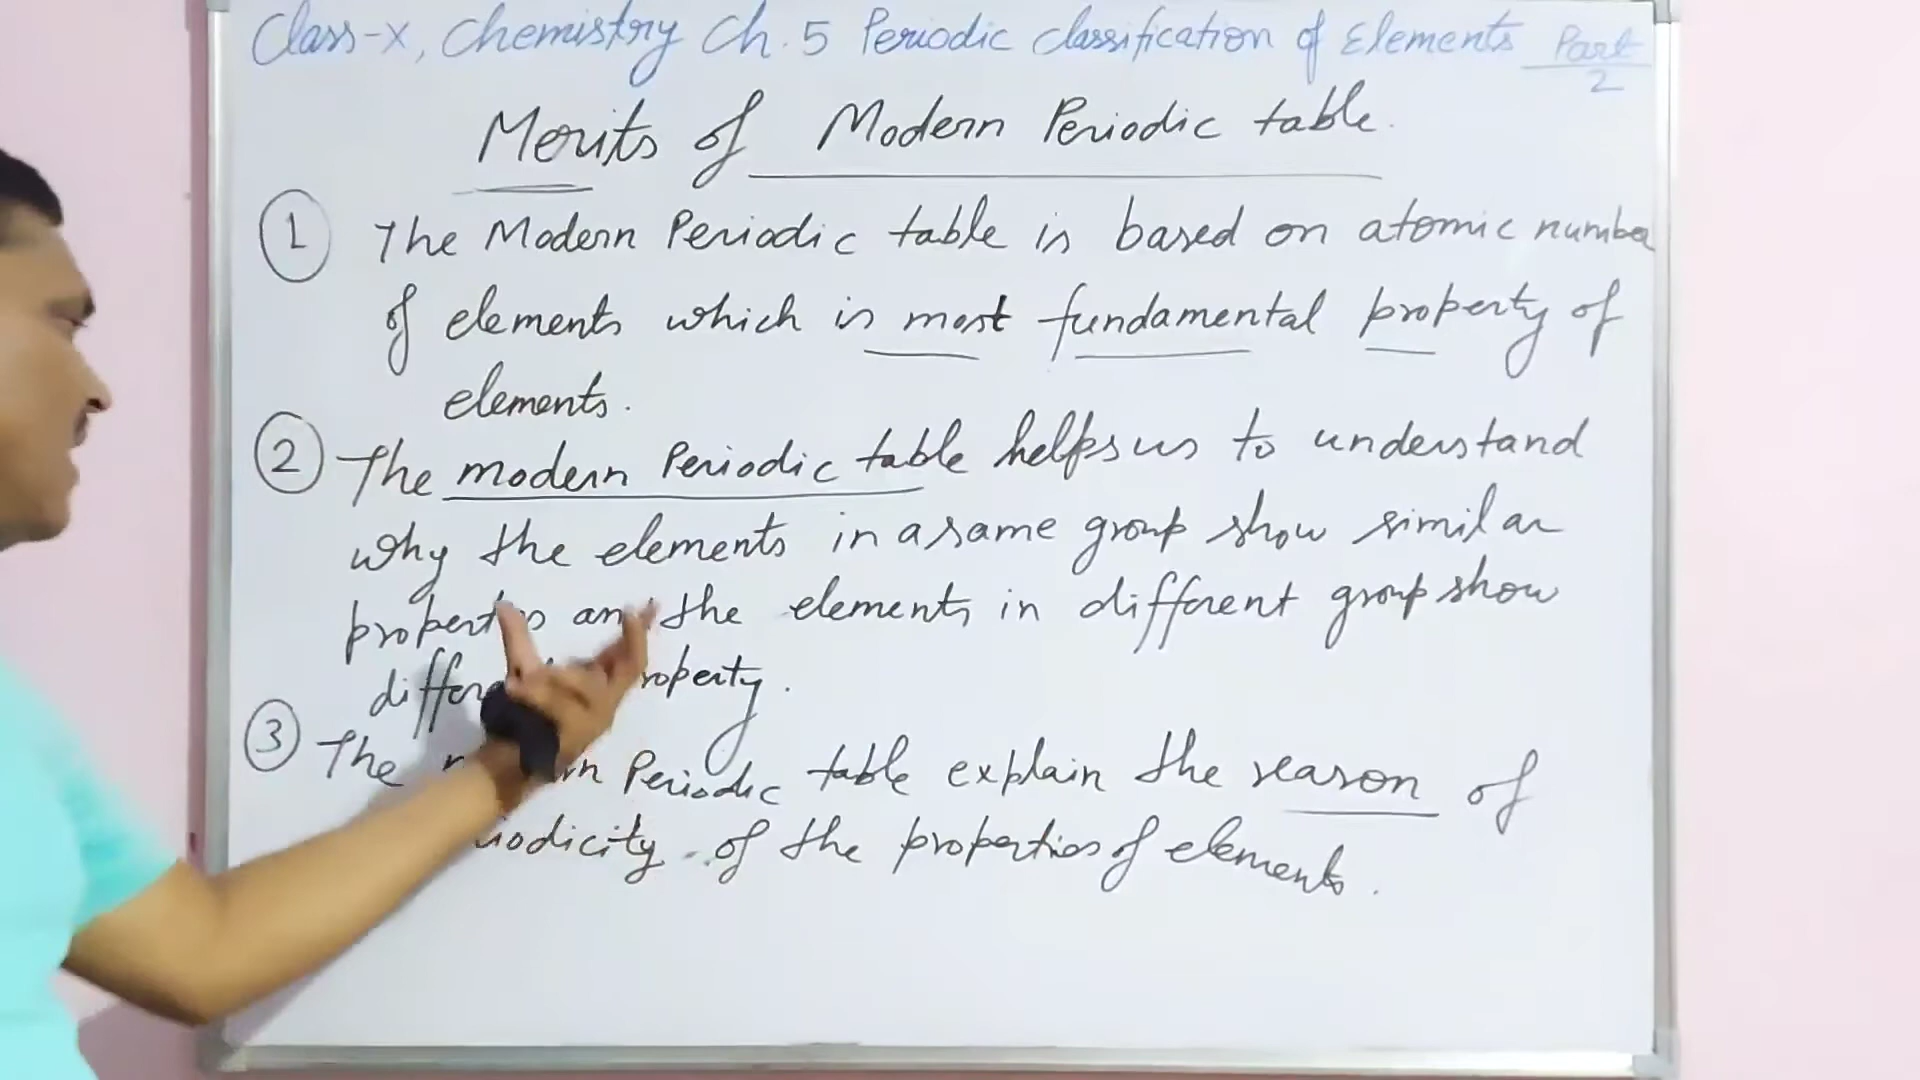 Class-X, Chemistry Ch. 5 Periodic classification of Elements Part 2
Merits of Modern Periodic table.
1 The Modern Periodic table is based on atomic number
of elements which is most fundamental property of
elements.
2 The modern Periodic table helps us to understand
why the elements in a same group show similar
and the elements in different group show
3 The Periodic table explain the reason of
of the properties of elements.